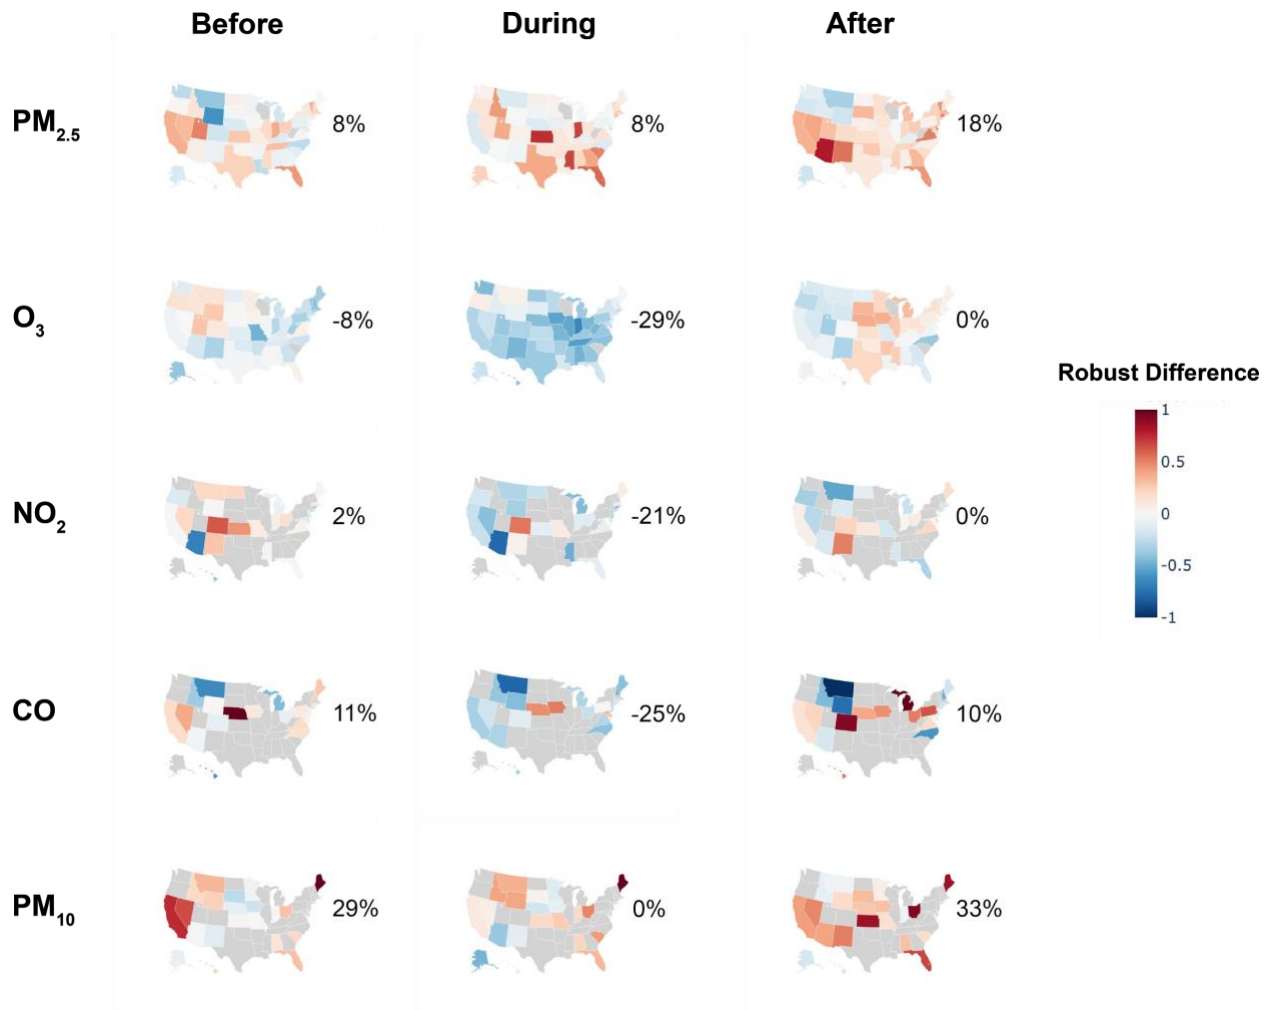 Before During After
PM2.5 8% 8% 18%
O3 -8% -29% 0%
Robust Difference
1
0.5
0
-0.5
-1
NO2 2% -21% 0%
CO 11% -25% 10%
PM10 29% 0% 33%